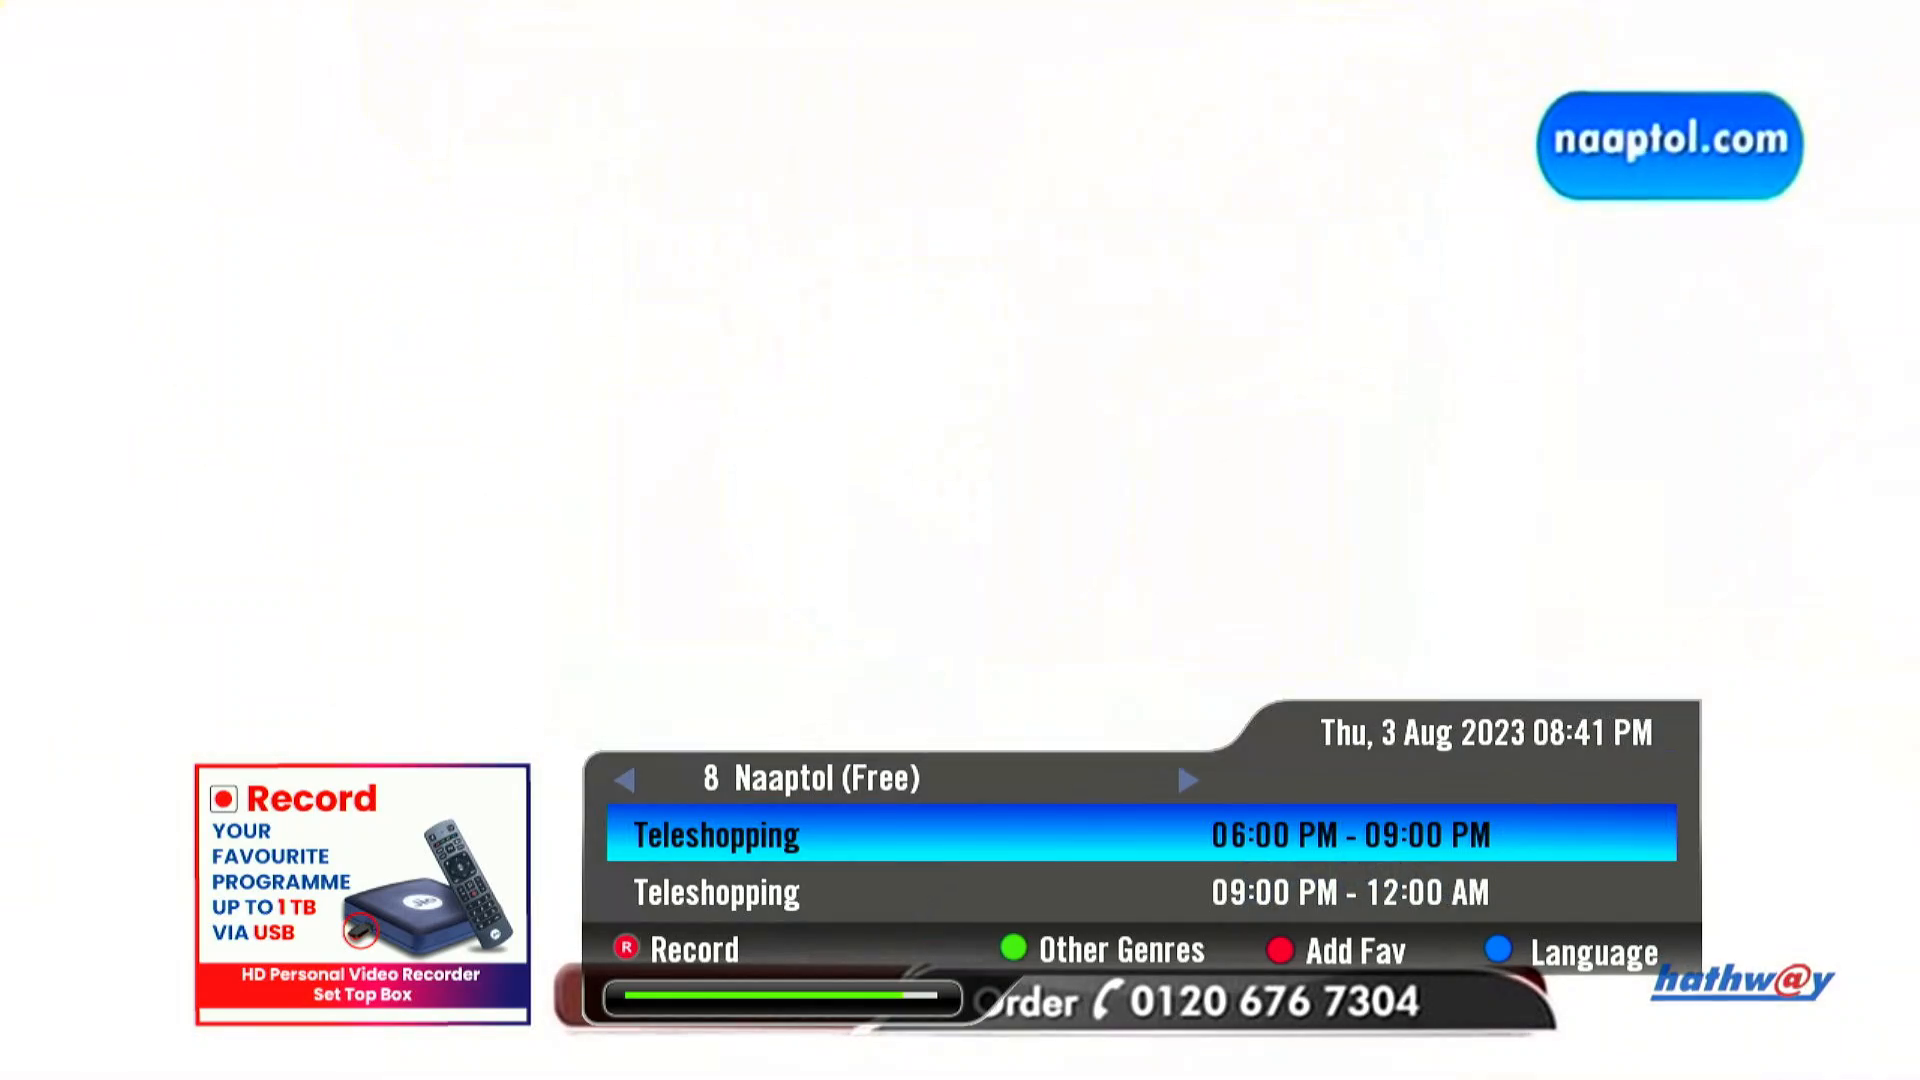 naaptol.com
Thu, 3 Aug 2023 08:41 PM
8 Naaptol (Free)
Teleshopping 06:00 PM - 09:00 PM
Teleshopping 09:00 PM - 12:00 AM
R Record Other Genres Add Fav Language
Order 0120 676 7304
hathw@y
Record
YOUR
FAVOURITE
PROGRAMME
UP TO 1 TB
VIA USB
Jio
HD Personal Video Recorder
Set Top Box